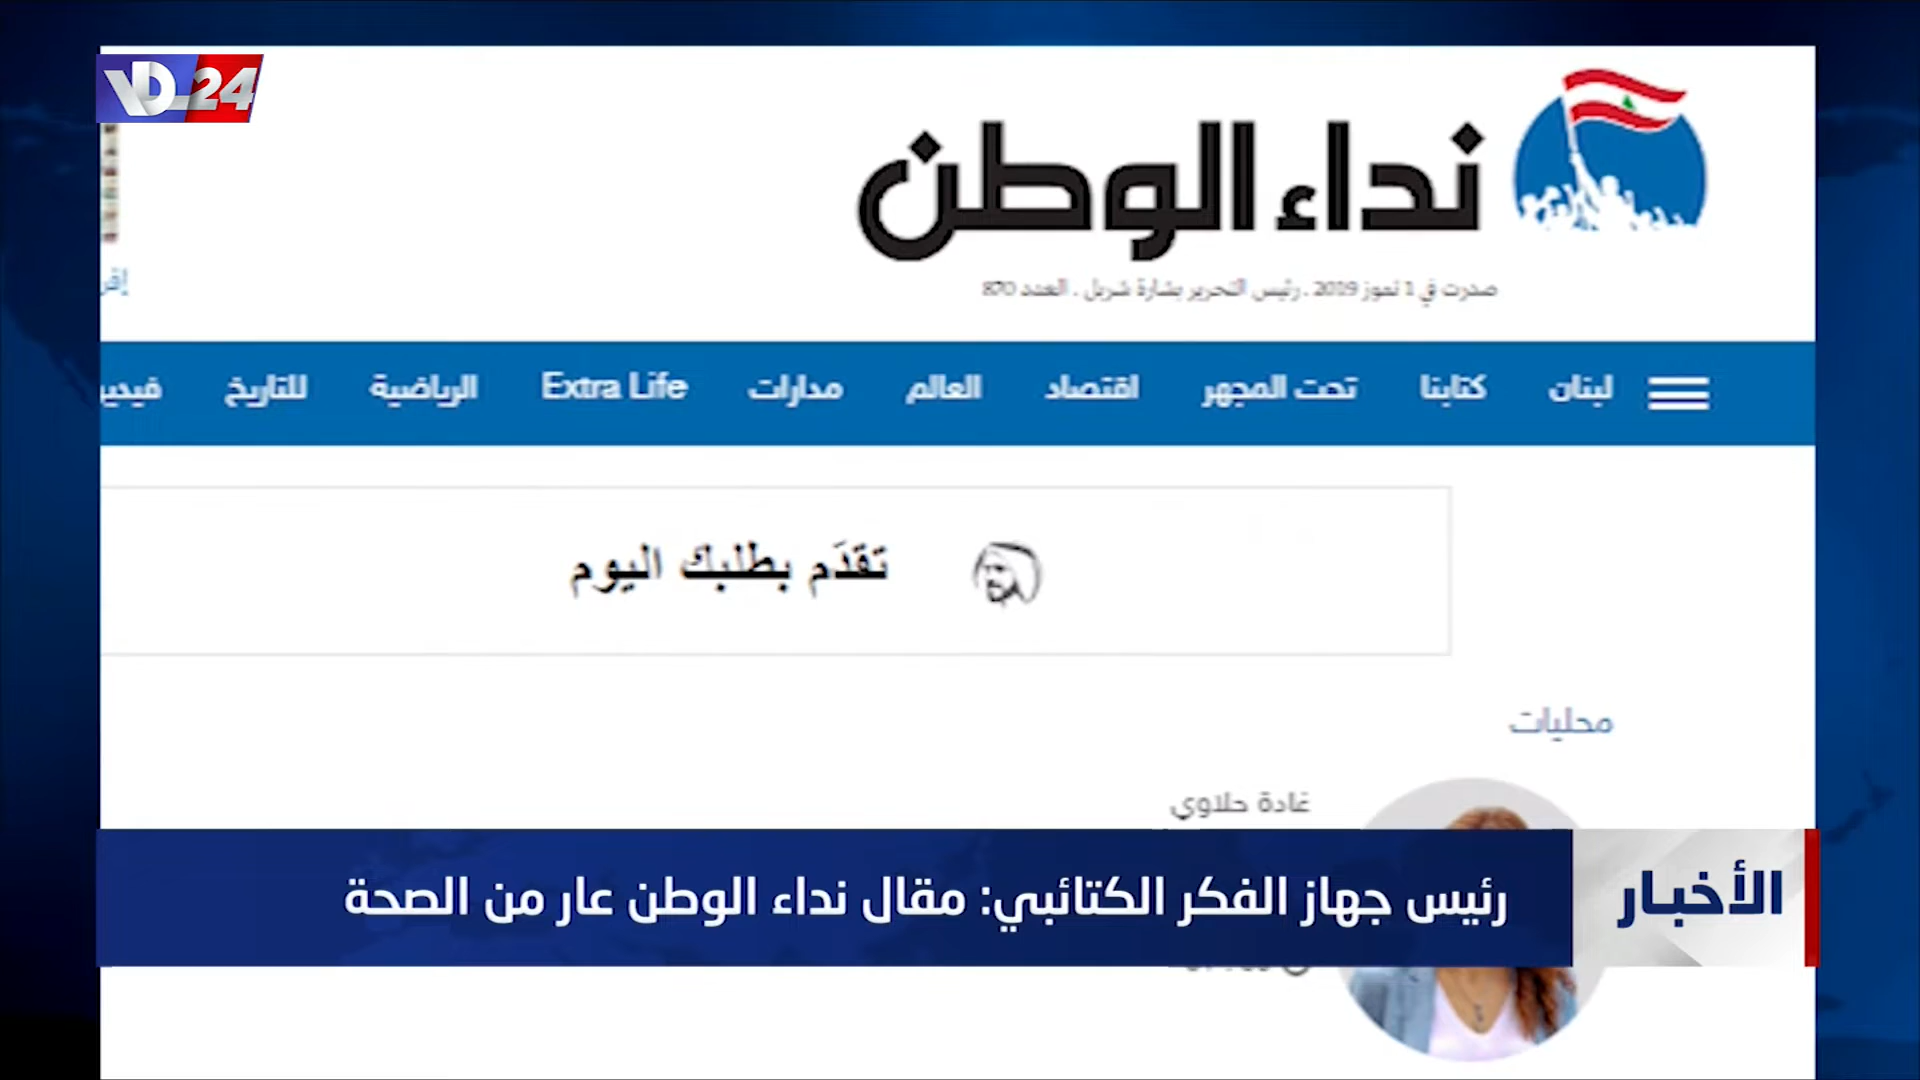 VDL 24
نداء الوطن
صدرت في 1 تموز 2019 . رئيس التحرير بشارة شربل . العدد 870
لبنان كتابنا تحت المجهر اقتصاد العالم مدارات Extra Life الرياضية للتاريخ
تقدَم بطلبك اليوم
محليات
غادة حلاوي
الأخبار
رئيس جهاز الفكر الكتائبي: مقال نداء الوطن عار من الصحة